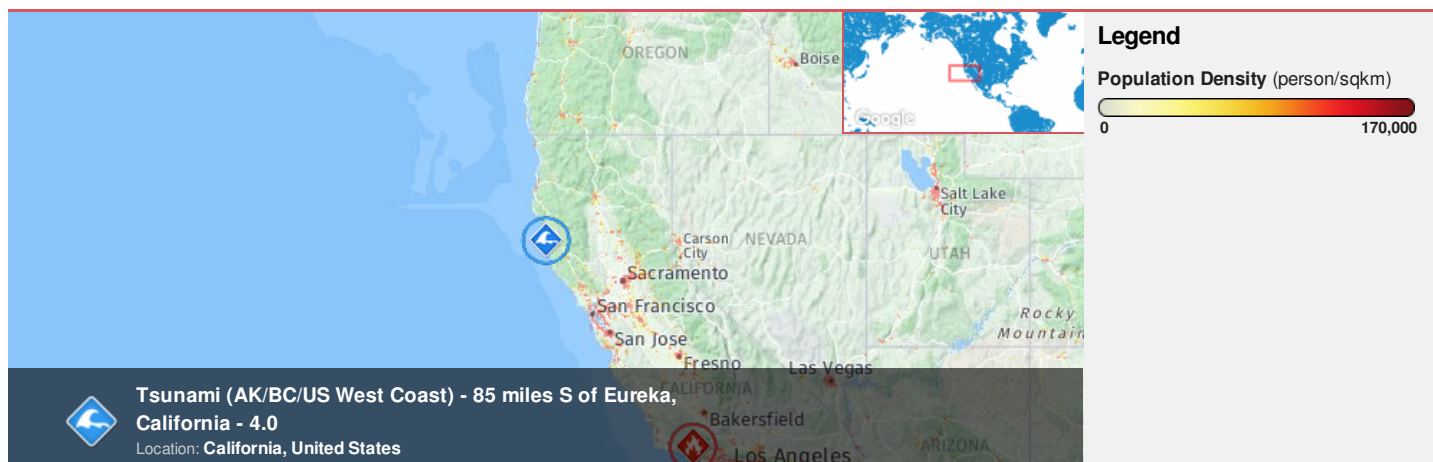 OREGON
Boise
Google
Salt Lake
City
Carson
City
NEVADA
UTAH
Sacramento
San Francisco
Rocky
Mountain
San Jose
Fresno
Las Vegas
CALIFORNIA
Bakersfield
ARIZONA
Los Angeles
Tsunami (AK/BC/US West Coast) - 85 miles S of Eureka,
California - 4.0
Location: California, United States
Legend
Population Density (person/sqkm)
0 170,000